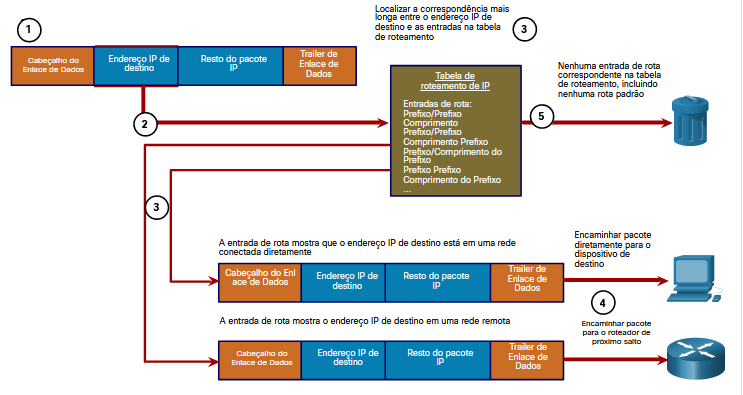 1
Cabeçalho do
Enlace de Dados
Endereço IP de
destino
Resto do pacote
IP
Trailer de
Enlace de
Dados
Localizar a correspondência mais
longa entre o endereço IP de
destino e as entradas na tabela
de roteamento
3
2
Tabela de
roteamento de IP
Entradas de rota:
Prefixo/Prefixo
Comprimento
Prefixo/Prefixo
Comprimento Prefixo
Prefixo/Comprimento do
Prefixo
Prefixo Prefixo
Comprimento do Prefixo
...
5
Nenhuma entrada de rota
correspondente na tabela
de roteamento, incluindo
nenhuma rota padrão
3
A entrada de rota mostra que o endereço IP de destino está em uma rede
conectada diretamente
Cabeçalho do Enl
ace de Dados
Endereço IP de
destino
Resto do pacote
IP
Trailer de
Enlace de
Dados
Encaminhar pacote
diretamente para o
dispositivo de
destino
4
A entrada de rota mostra o endereço IP de destino em uma rede remota
Cabeçalho do
Enlace de Dados
Endereço IP de
destino
Resto do pacote
IP
Trailer de
Enlace de
Dados
Encaminhar pacote
para o roteador de
próximo salto